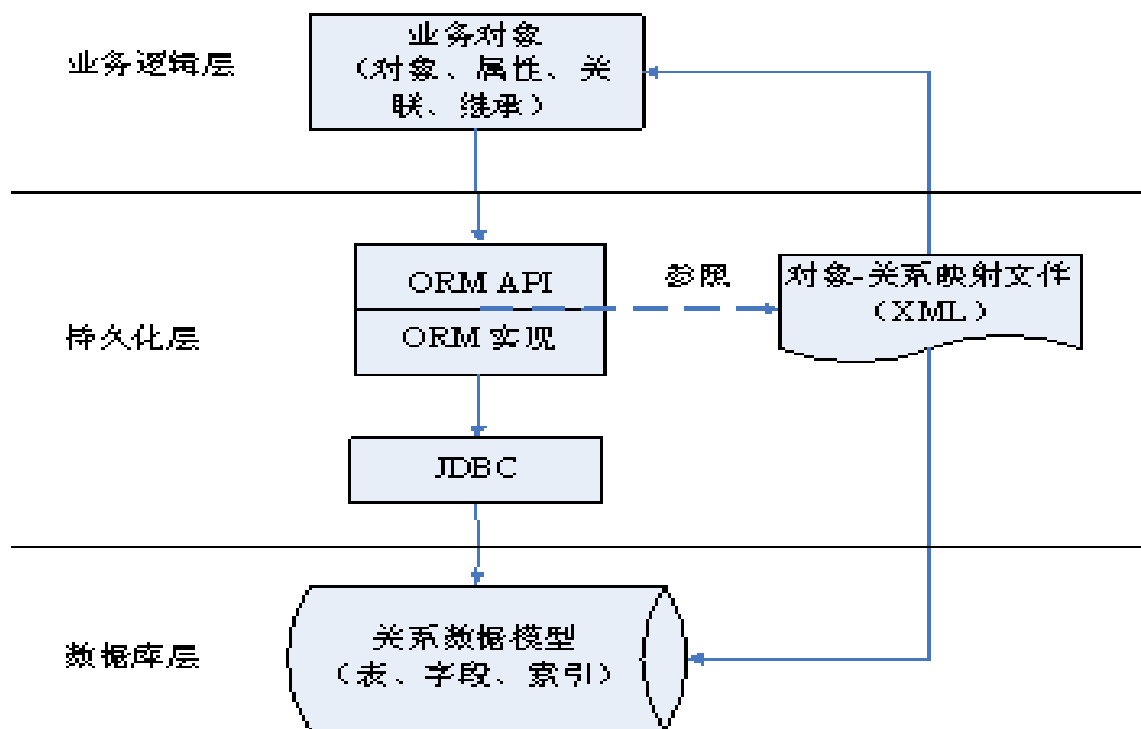 业务逻辑层
业务对象
（对象、属性、关
联、继承）
持久化层
ORM API
ORM 实现
参照
对象-关系映射文件
（XML）
JDBC
数据库层
关系数据模型
（表、字段、索引）